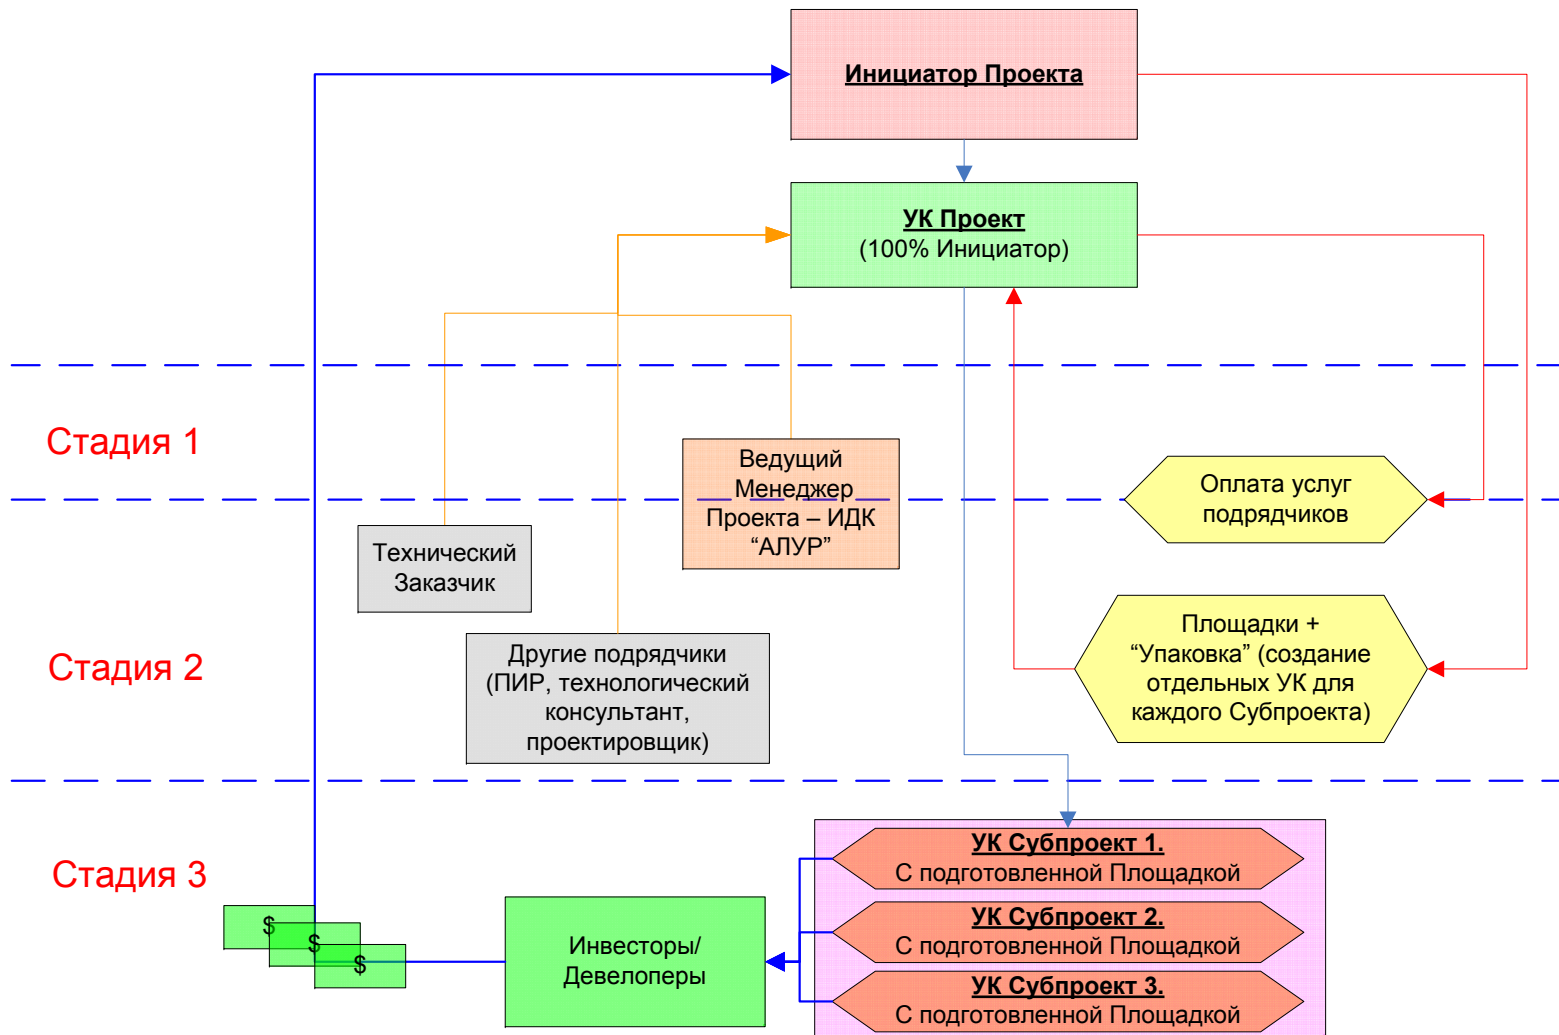 Инициатор Проекта
УК Проект
(100% Инициатор)
Стадия 1
Ведущий
Менеджер
Проекта – ИДК
“АЛУР”
Оплата услуг
подрядчиков
Технический
Заказчик
Стадия 2
Другие подрядчики
(ПИР, технологический
консультант,
проектировщик)
Площадки +
“Упаковка” (создание
отдельных УК для
каждого Субпроекта)
Стадия 3
$
$
$
Инвесторы/
Девелоперы
УК Субпроект 1.
С подготовленной Площадкой
УК Субпроект 2.
С подготовленной Площадкой
УК Субпроект 3.
С подготовленной Площадкой